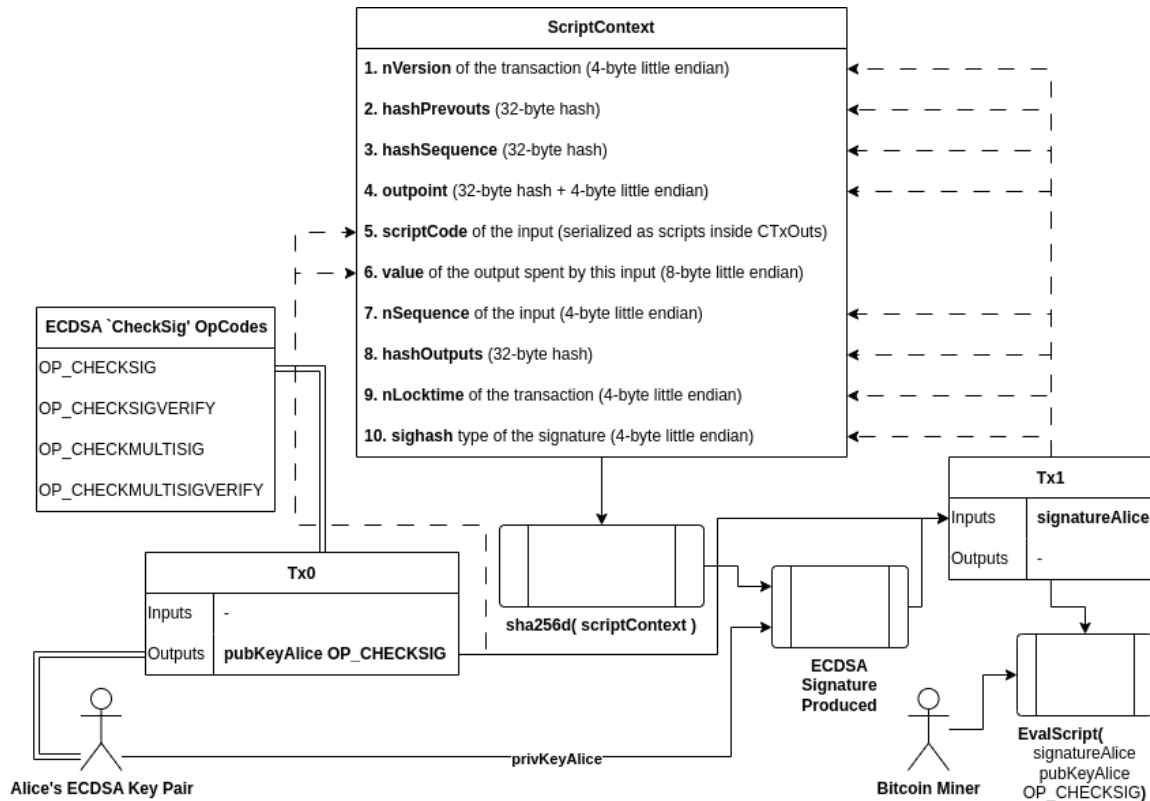 ScriptContext
1. nVersion of the transaction (4-byte little endian)
2. hashPrevouts (32-byte hash)
3. hashSequence (32-byte hash)
4. outpoint (32-byte hash + 4-byte little endian)
5. scriptCode of the input (serialized as scripts inside CTxOuts)
6. value of the output spent by this input (8-byte little endian)
7. nSequence of the input (4-byte little endian)
8. hashOutputs (32-byte hash)
9. nLocktime of the transaction (4-byte little endian)
10. sighash type of the signature (4-byte little endian)
ECDSA `CheckSig' OpCodes
OP_CHECKSIG
OP_CHECKSIGVERIFY
OP_CHECKMULTISIG
OP_CHECKMULTISIGVERIFY
Tx0
Inputs -
Outputs pubKeyAlice OP_CHECKSIG
sha256d( scriptContext )
ECDSA
Signature
Produced
Tx1
Inputs signatureAlice
Outputs -
privKeyAlice
Alice's ECDSA Key Pair
Bitcoin Miner
EvalScript(
signatureAlice
pubKeyAlice
OP_CHECKSIG)